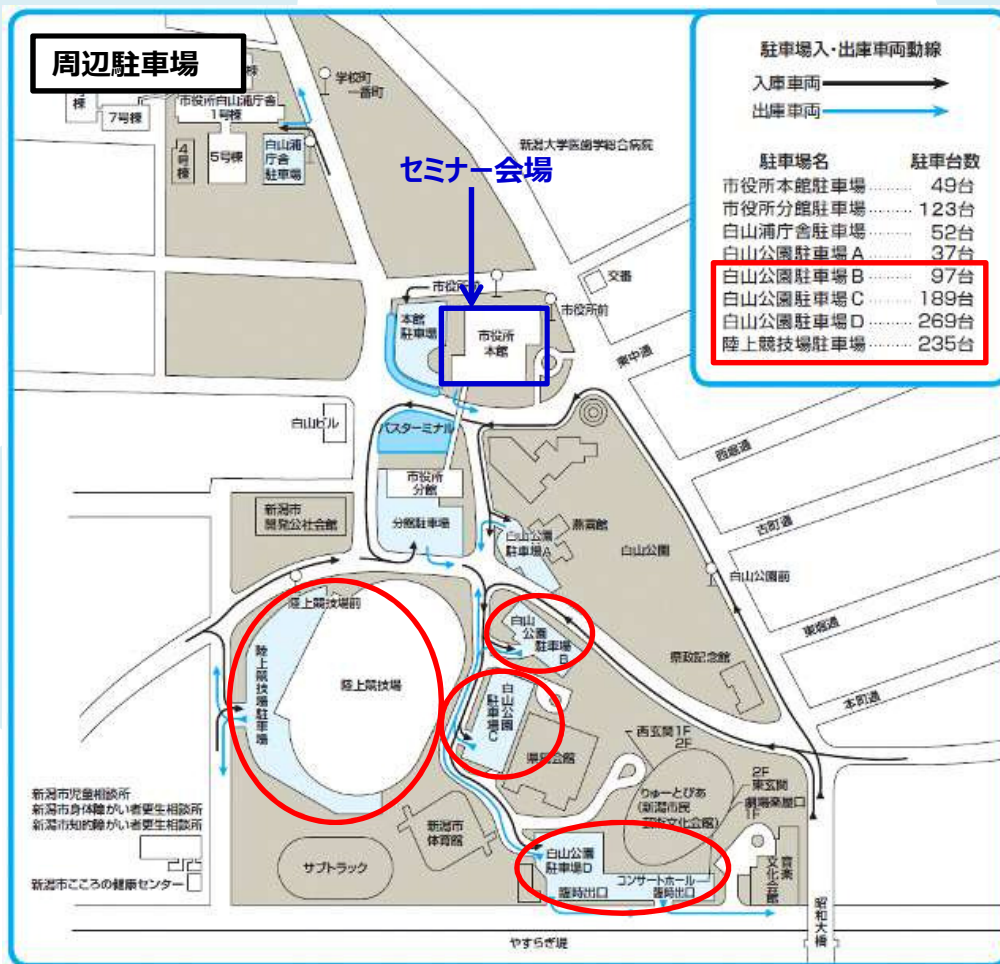 周辺駐車場
棟
棟
7号棟
市役所白山浦庁舎
1号棟
4号棟
5号棟
白山浦
庁舎
駐車場
学校町
一番町
新潟大学医歯学総合病院
セミナー会場
駐車場入・出庫車両動線
入庫車両
出庫車両
駐車場名 駐車台数
市役所本館駐車場……… 49台
市役所分館駐車場……… 123台
白山浦庁舎駐車場……… 52台
白山公園駐車場A……… 37台
白山公園駐車場B……… 97台
白山公園駐車場C……… 189台
白山公園駐車場D……… 269台
陸上競技場駐車場……… 235台
交番
市役所前
市役所前
本館
駐車場
市役所
本館
東中通
西堀通
古町通
東堀通
本町通
白山ビル
バスターミナル
市役所
分館
分館駐車場
新潟市
開発公社会館
白山公園
駐車場A
燕喜館
白山公園
白山公園前
陸上競技場前
陸上競技場駐車場
陸上競技場
白山
公園
駐車場
B
白山公園
駐車場C
県政記念館
県民会館
西玄関1F
2F
りゅーとぴあ
(新潟市民
芸術文化会館)
2F
東玄関
劇場楽屋口
1F
新潟市児童相談所
新潟市身体障がい者更生相談所
新潟市知的障がい者更生相談所
新潟市こころの健康センター
サブトラック
新潟市
体育館
白山公園
駐車場D
コンサートホール
臨時出口
臨時出口
音楽
文化会館
昭和大橋
やすらぎ堤